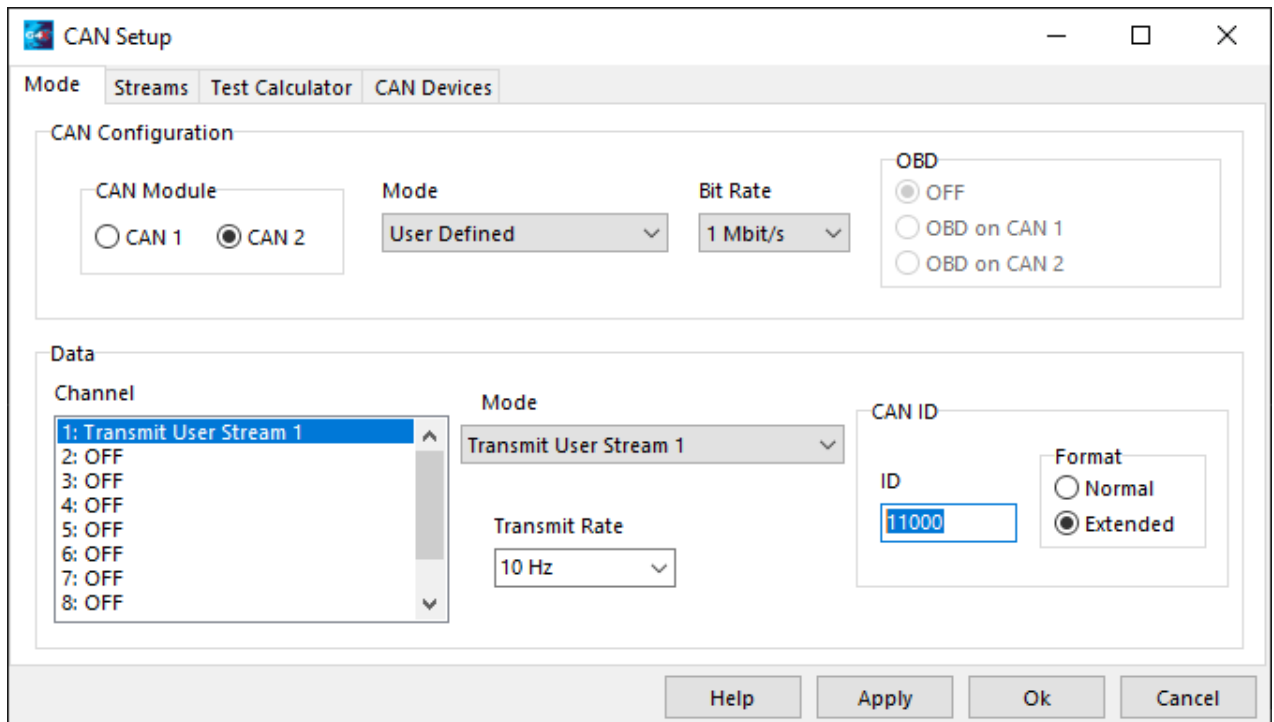 CAN Setup
Mode Streams Test Calculator CAN Devices
CAN Configuration
CAN Module
CAN 1 CAN 2
Mode
User Defined
Bit Rate
1 Mbit/s
OBD
OFF
OBD on CAN 1
OBD on CAN 2
Data
Channel
1: Transmit User Stream 1
2: OFF
3: OFF
4: OFF
5: OFF
6: OFF
7: OFF
8: OFF
Mode
Transmit User Stream 1
Transmit Rate
10 Hz
CAN ID
ID
11000
Format
Normal
Extended
Help Apply Ok Cancel